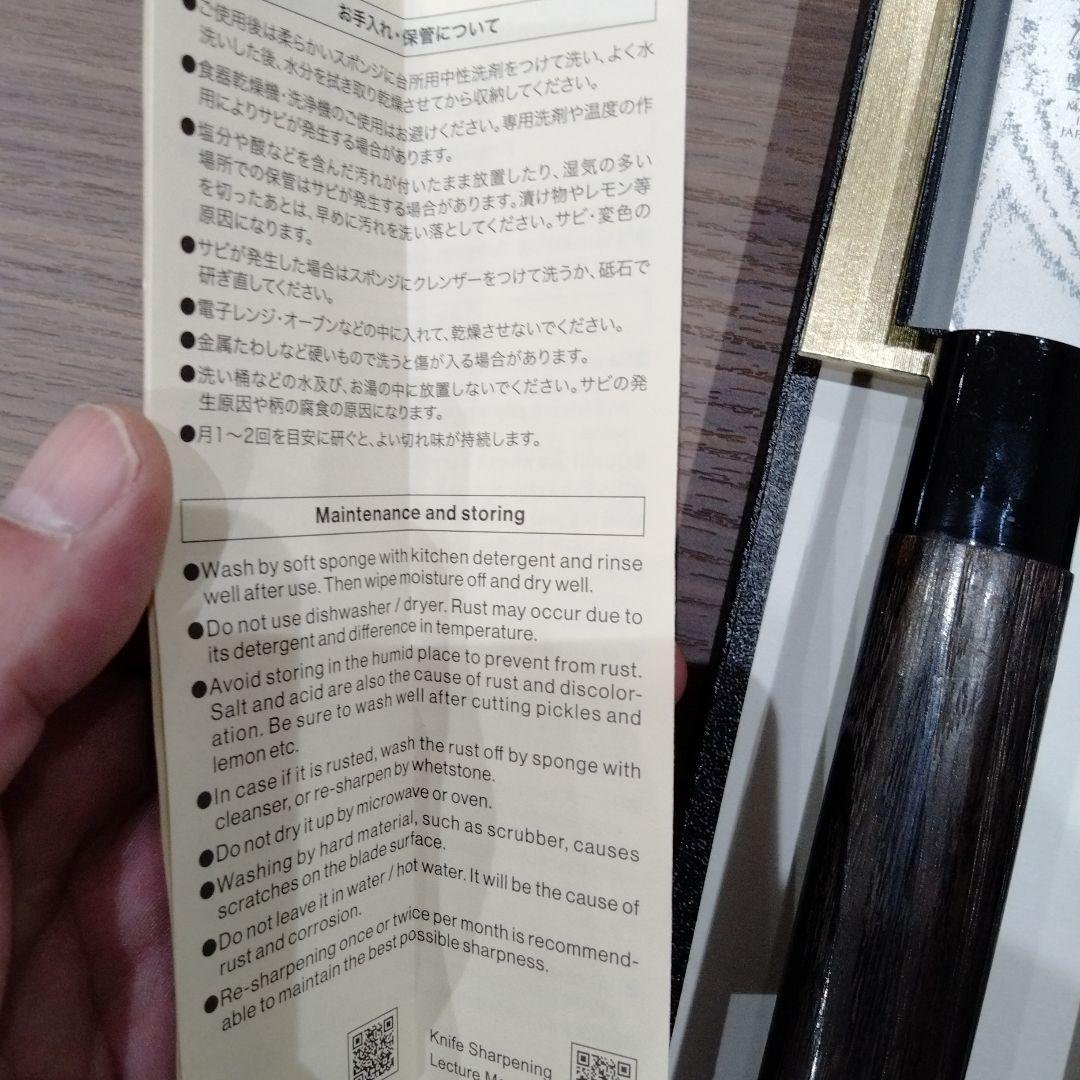 お手入れ・保管について
●ご使用後は柔らかいスポンジに台所用中性洗剤をつけて洗い、よく水
洗いした後、水分を拭き取り乾燥させてから収納してください。
●食器乾燥機・洗浄機のご使用はお避けください。専用洗剤や温度の作
用によりサビが発生する場合があります。
●塩分や酸などを含んだ汚れが付いたまま放置したり、湿気の多い
場所での保管はサビが発生する場合があります。漬け物やレモン等
を切ったあとは、早めに汚れを洗い落としてください。サビ・変色の
原因になります。
●サビが発生した場合はスポンジにクレンザーをつけて洗うか、砥石で
研ぎ直してください。
●電子レンジ・オーブンなどの中に入れて、乾燥させないでください。
●金属たわしなど硬いもので洗うと傷が入る場合があります。
●洗い桶などの水及び、お湯の中に放置しないでください。サビの発
生原因や柄の腐食の原因になります。
●月1～2回を目安に研ぐと、よい切れ味が持続します。
Maintenance and storing
●Wash by soft sponge with kitchen detergent and rinse
well after use. Then wipe moisture off and dry well.
●Do not use dishwasher / dryer. Rust may occur due to
its detergent and difference in temperature.
●Avoid storing in the humid place to prevent from rust.
Salt and acid are also the cause of rust and discolor-
ation. Be sure to wash well after cutting pickles and
lemon etc.
●In case if it is rusted, wash the rust off by sponge with
cleanser, or re-sharpen by whetstone.
●Do not dry it up by microwave or oven.
●Washing by hard material, such as scrubber, causes
scratches on the blade surface.
●Do not leave it in water / hot water. It will be the cause of
rust and corrosion.
●Re-sharpening once or twice per month is recommend-
able to maintain the best possible sharpness.
Knife Sharpening
Lecture